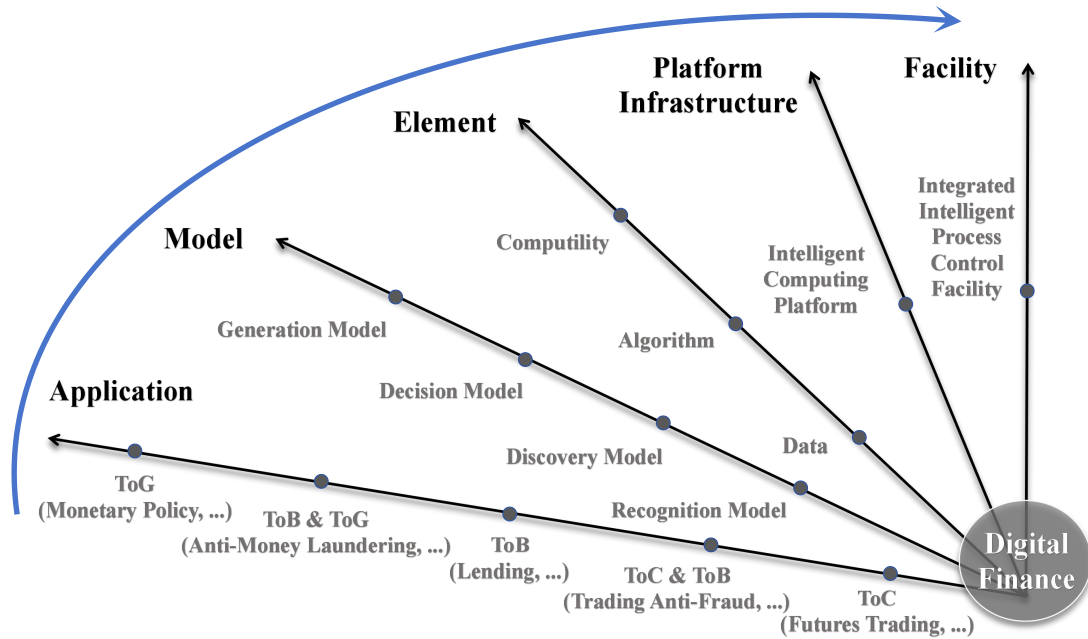 Platform
Infrastructure
Facility
Element
Integrated
Intelligent
Process
Control
Facility
Model
Computility
Intelligent
Computing
Platform
Generation Model
Algorithm
Application
Decision Model
Data
Discovery Model
ToG
(Monetary Policy, ...)
Recognition Model
ToB & ToG
(Anti-Money Laundering, ...)
ToB
(Lending, ...)
ToC & ToB
(Trading Anti-Fraud, ...)
ToC
(Futures Trading, ...)
Digital
Finance